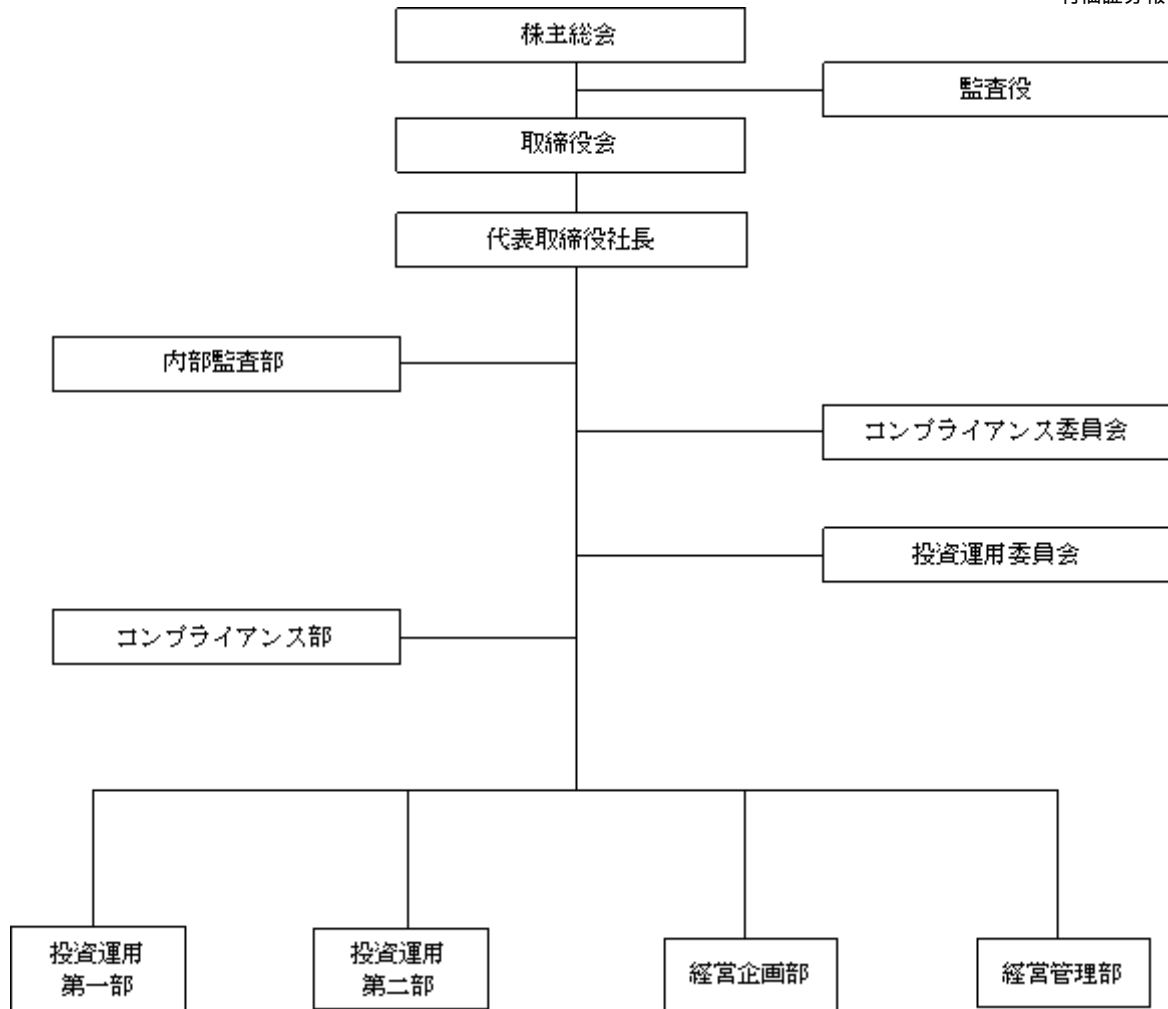 株主総会
監査役
取締役会
代表取締役社長
内部監査部
コンプライアンス委員会
投資運用委員会
コンプライアンス部
投資運用
第一部
投資運用
第二部
経営企画部
経営管理部